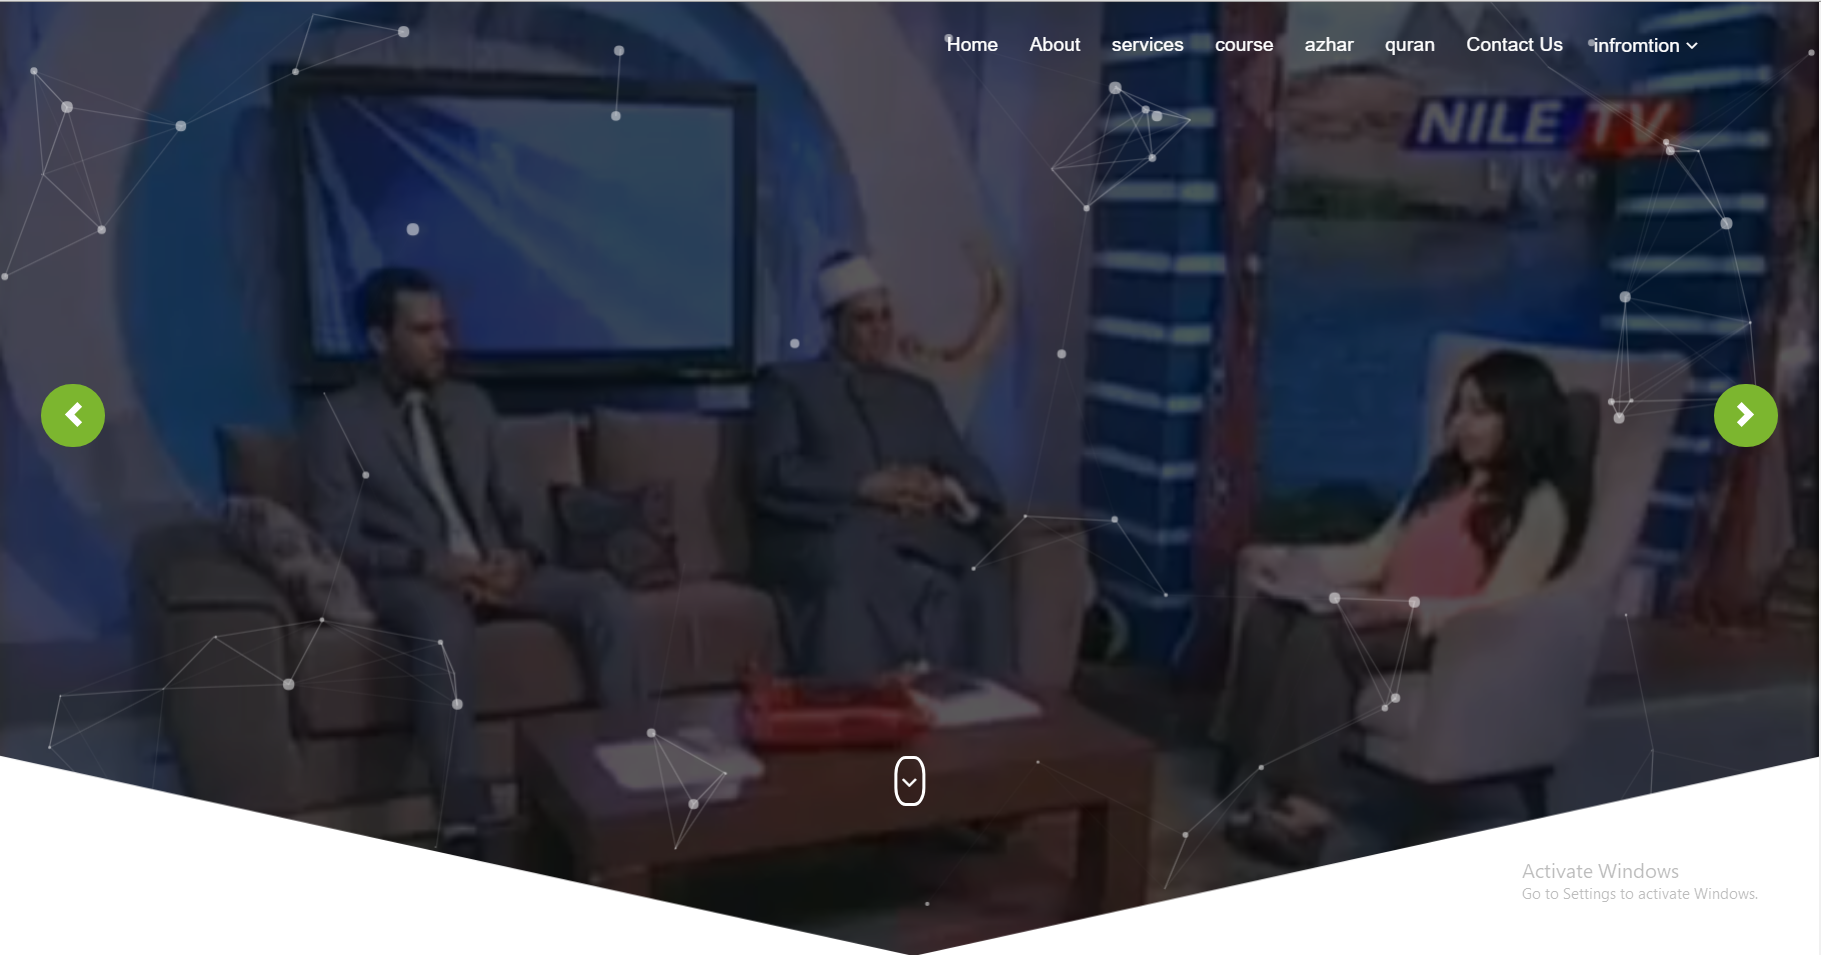 Home About services course azhar quran Contact Us infromtion
NILE TV
Live
Activate Windows
Go to Settings to activate Windows.